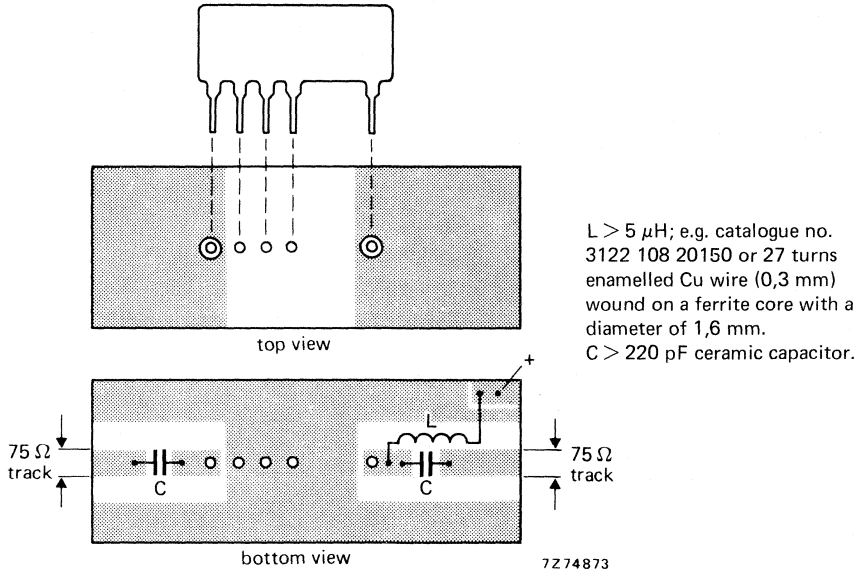 L > 5 μH; e.g. catalogue no.
3122 108 20150 or 27 turns
enamelled Cu wire (0,3 mm)
wound on a ferrite core with a
diameter of 1,6 mm.
C > 220 pF ceramic capacitor.
top view
+
L
75 Ω
track
C
C
75 Ω
track
bottom view
7Z74873